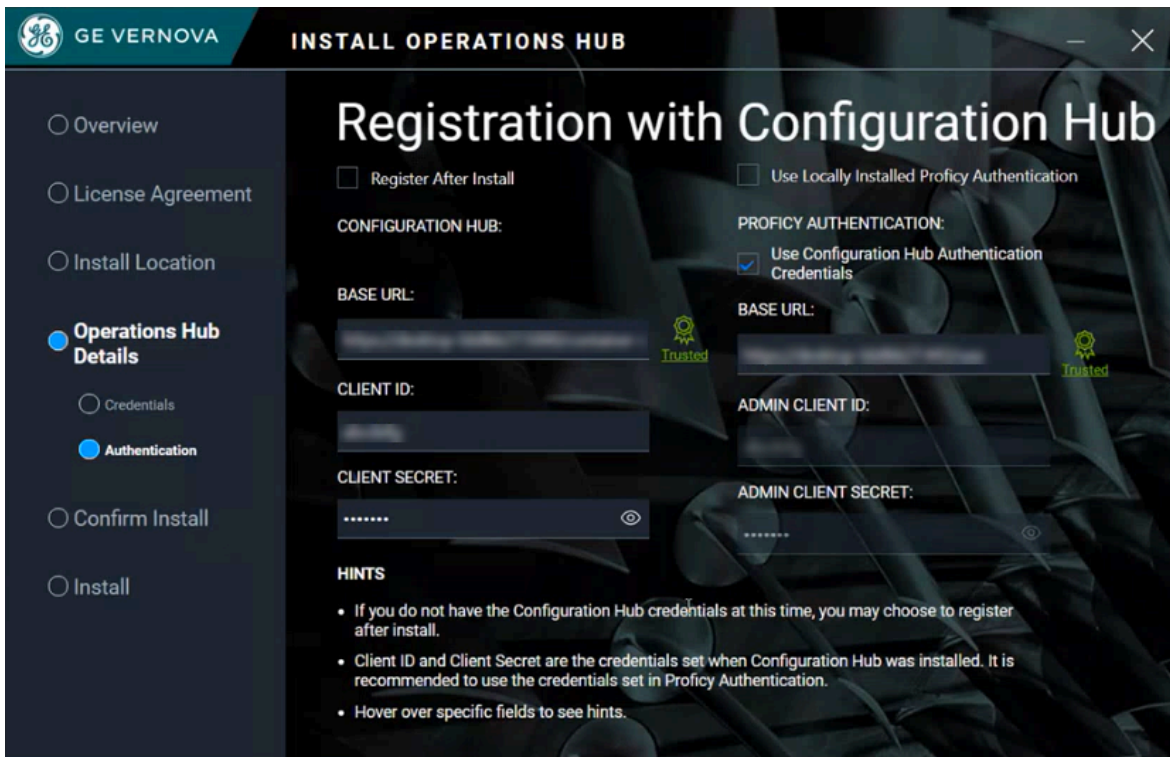 GE VERNOVA
INSTALL OPERATIONS HUB
Overview
License Agreement
Install Location
Operations Hub
Details
Credentials
Authentication
Confirm Install
Install
Registration with Configuration Hub
Register After Install
CONFIGURATION HUB:
BASE URL:
Trusted
CLIENT ID:
CLIENT SECRET:
•••••••
Use Locally Installed Proficy Authentication
PROFICY AUTHENTICATION:
Use Configuration Hub Authentication
Credentials
BASE URL:
Trusted
ADMIN CLIENT ID:
ADMIN CLIENT SECRET:
•••••••
HINTS
• If you do not have the Configuration Hub credentials at this time, you may choose to register
after install.
• Client ID and Client Secret are the credentials set when Configuration Hub was installed. It is
recommended to use the credentials set in Proficy Authentication.
• Hover over specific fields to see hints.